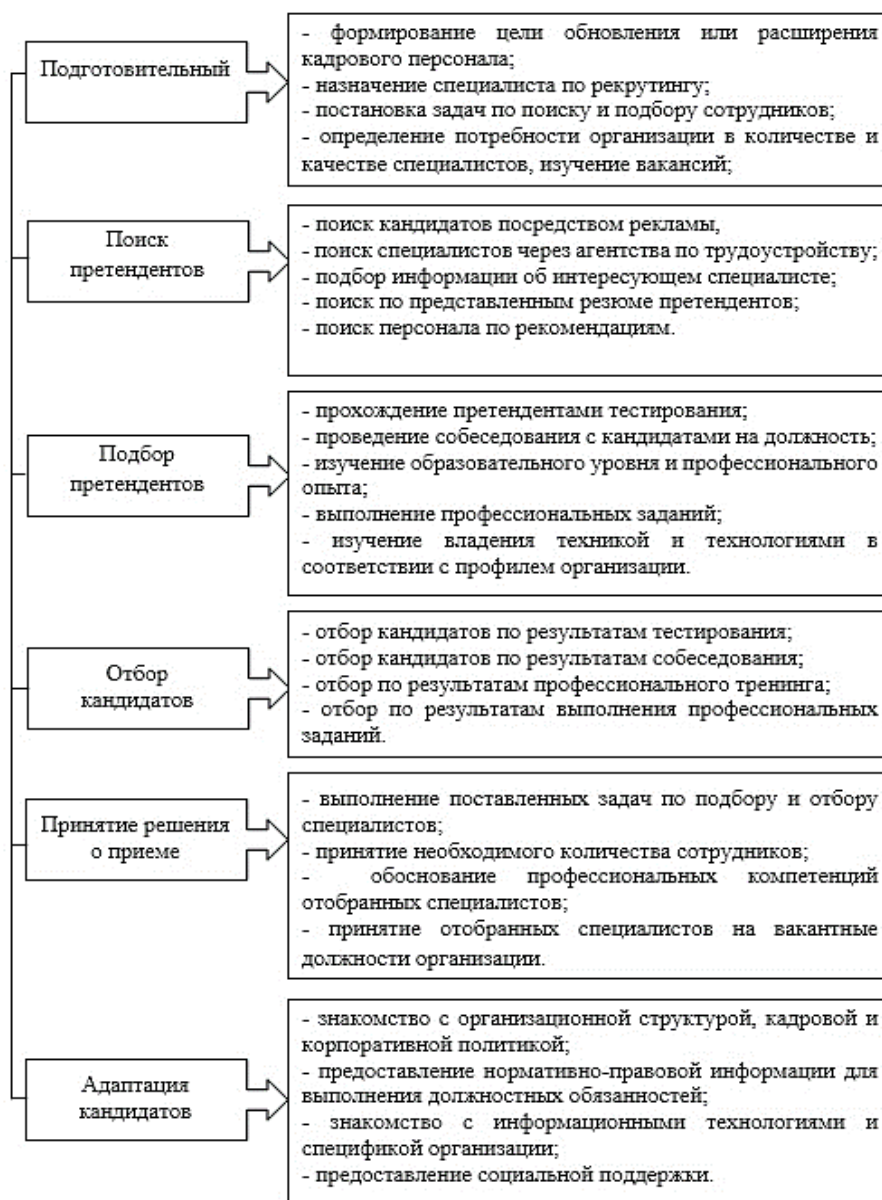 Подготовительный
- формирование цели обновления или расширения
кадрового персонала;
- назначение специалиста по рекрутингу;
- постановка задач по поиску и подбору сотрудников;
- определение потребности организации в количестве и
качестве специалистов, изучение вакансий;
Поиск
претендентов
- поиск кандидатов посредством рекламы,
- поиск специалистов через агентства по трудоустройству;
- подбор информации об интересующем специалисте;
- поиск по представленным резюме претендентов;
- поиск персонала по рекомендациям.
Подбор
претендентов
- прохождение претендентами тестирования;
- проведение собеседования с кандидатами на должность;
- изучение образовательного уровня и профессионального
опыта;
- выполнение профессиональных заданий;
- изучение владения техникой и технологиями в
соответствии с профилем организации.
Отбор
кандидатов
- отбор кандидатов по результатам тестирования;
- отбор кандидатов по результатам собеседования;
- отбор по результатам профессионального тренинга;
- отбор по результатам выполнения профессиональных
заданий.
Принятие решения
о приеме
- выполнение поставленных задач по подбору и отбору
специалистов;
- принятие необходимого количества сотрудников;
- обоснование профессиональных компетенций
отобранных специалистов;
- принятие отобранных специалистов на вакантные
должности организации.
Адаптация
кандидатов
- знакомство с организационной структурой, кадровой и
корпоративной политикой;
- предоставление нормативно-правовой информации для
выполнения должностных обязанностей;
- знакомство с информационными технологиями и
спецификой организации;
- предоставление социальной поддержки.